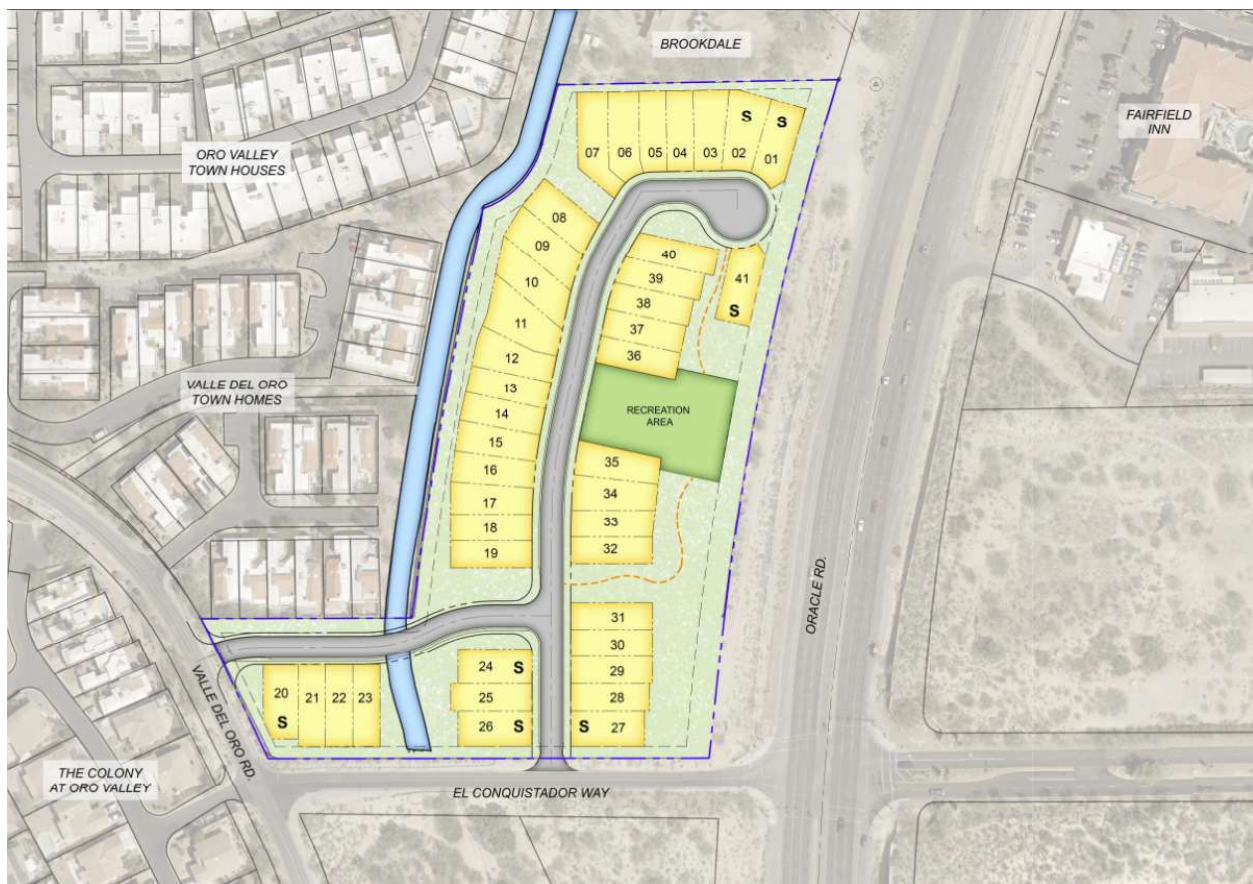 BROOKDALE
FAIRFIELD
INN
ORO VALLEY
TOWN HOUSES
S
S
07
06
05
04
03
02
01
08
09
10
11
12
13
14
15
16
17
18
19
40
39
38
37
36
41
S
RECREATION
AREA
35
34
33
32
VALLE DEL ORO
TOWN HOMES
ORACLE RD.
31
30
29
28
S
27
24
S
25
26
S
20
S
21
22
23
VALLE DEL ORO RD.
THE COLONY
AT ORO VALLEY
EL CONQUISTADOR WAY